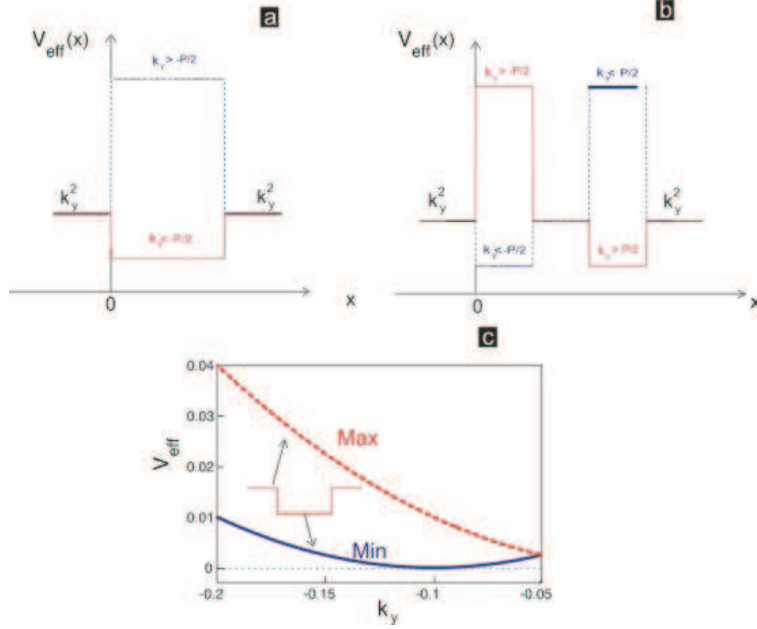 a
V_eff(x)
k_y > -P/2
k_y^2
k_y^2
k_y < -P/2
0
x
b
V_eff(x)
k_y > -P/2
k_y < P/2
k_y^2
k_y^2
k_y < -P/2
k_y > P/2
0
x
c
0.04
0.03
0.02
0.01
0
V_eff
Max
Min
-0.2
-0.15
-0.1
-0.05
k_y